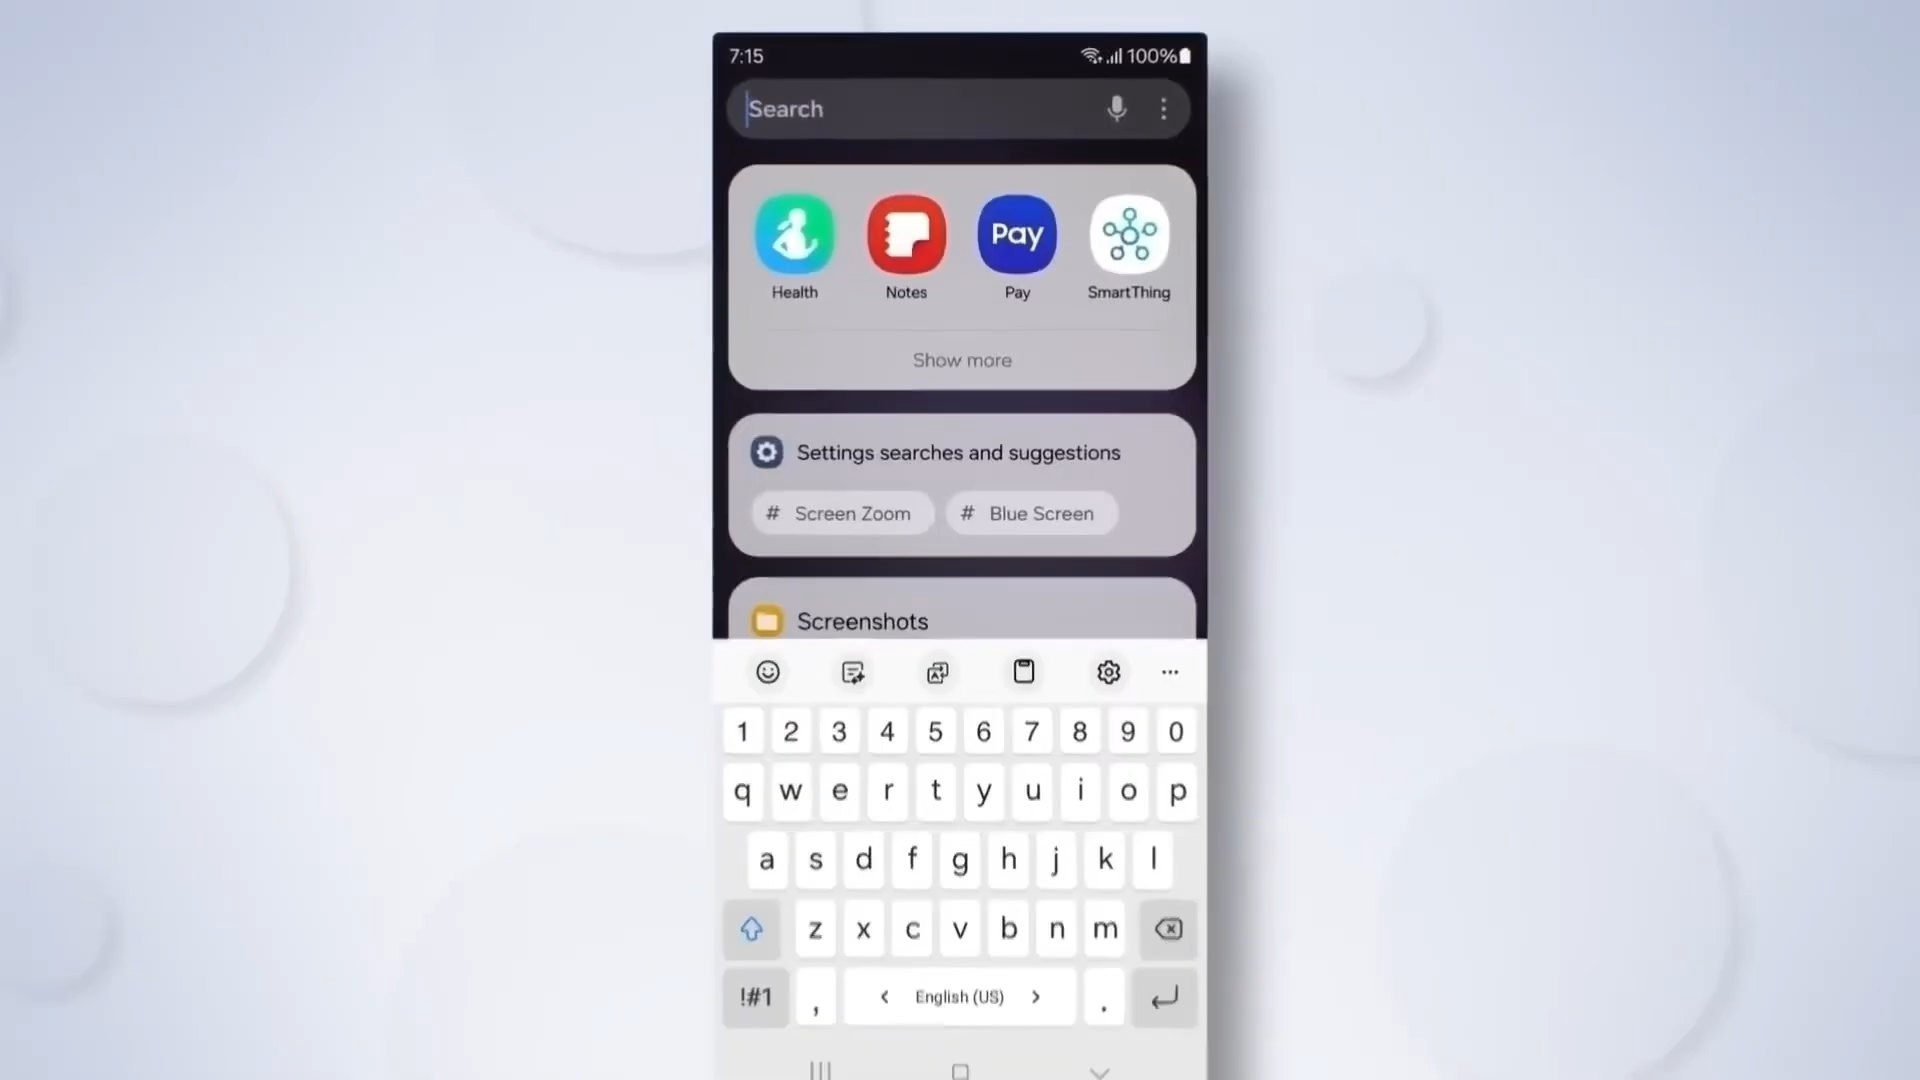 7:15 100%
Search
Pay
Health Notes Pay SmartThing
Show more
Settings searches and suggestions
# Screen Zoom # Blue Screen
Screenshots
1 2 3 4 5 6 7 8 9 0
q w e r t y u i o p
a s d f g h j k l
z x c v b n m
!#1 , < English (US) > .